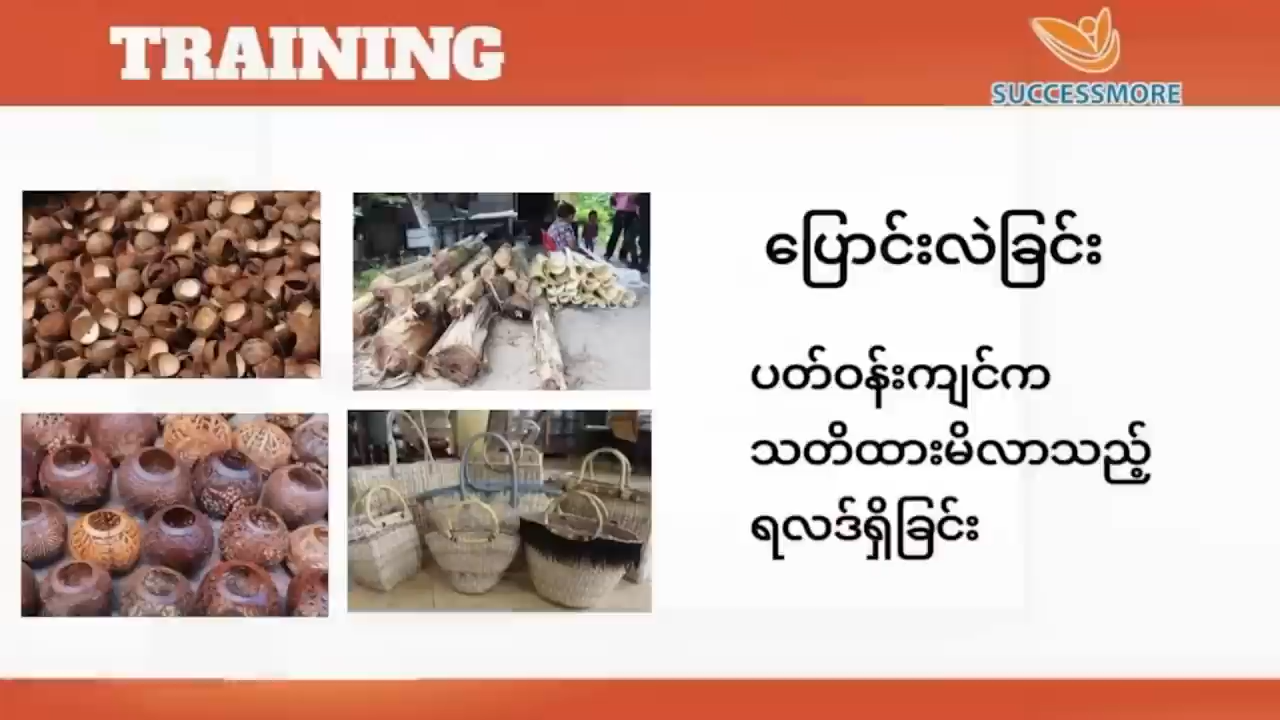 TRAINING
SUCCESSMORE
ပြောင်းလဲခြင်း
ပတ်ဝန်းကျင်က
သတိထားမိလာသည့်
ရလဒ်ရှိခြင်း